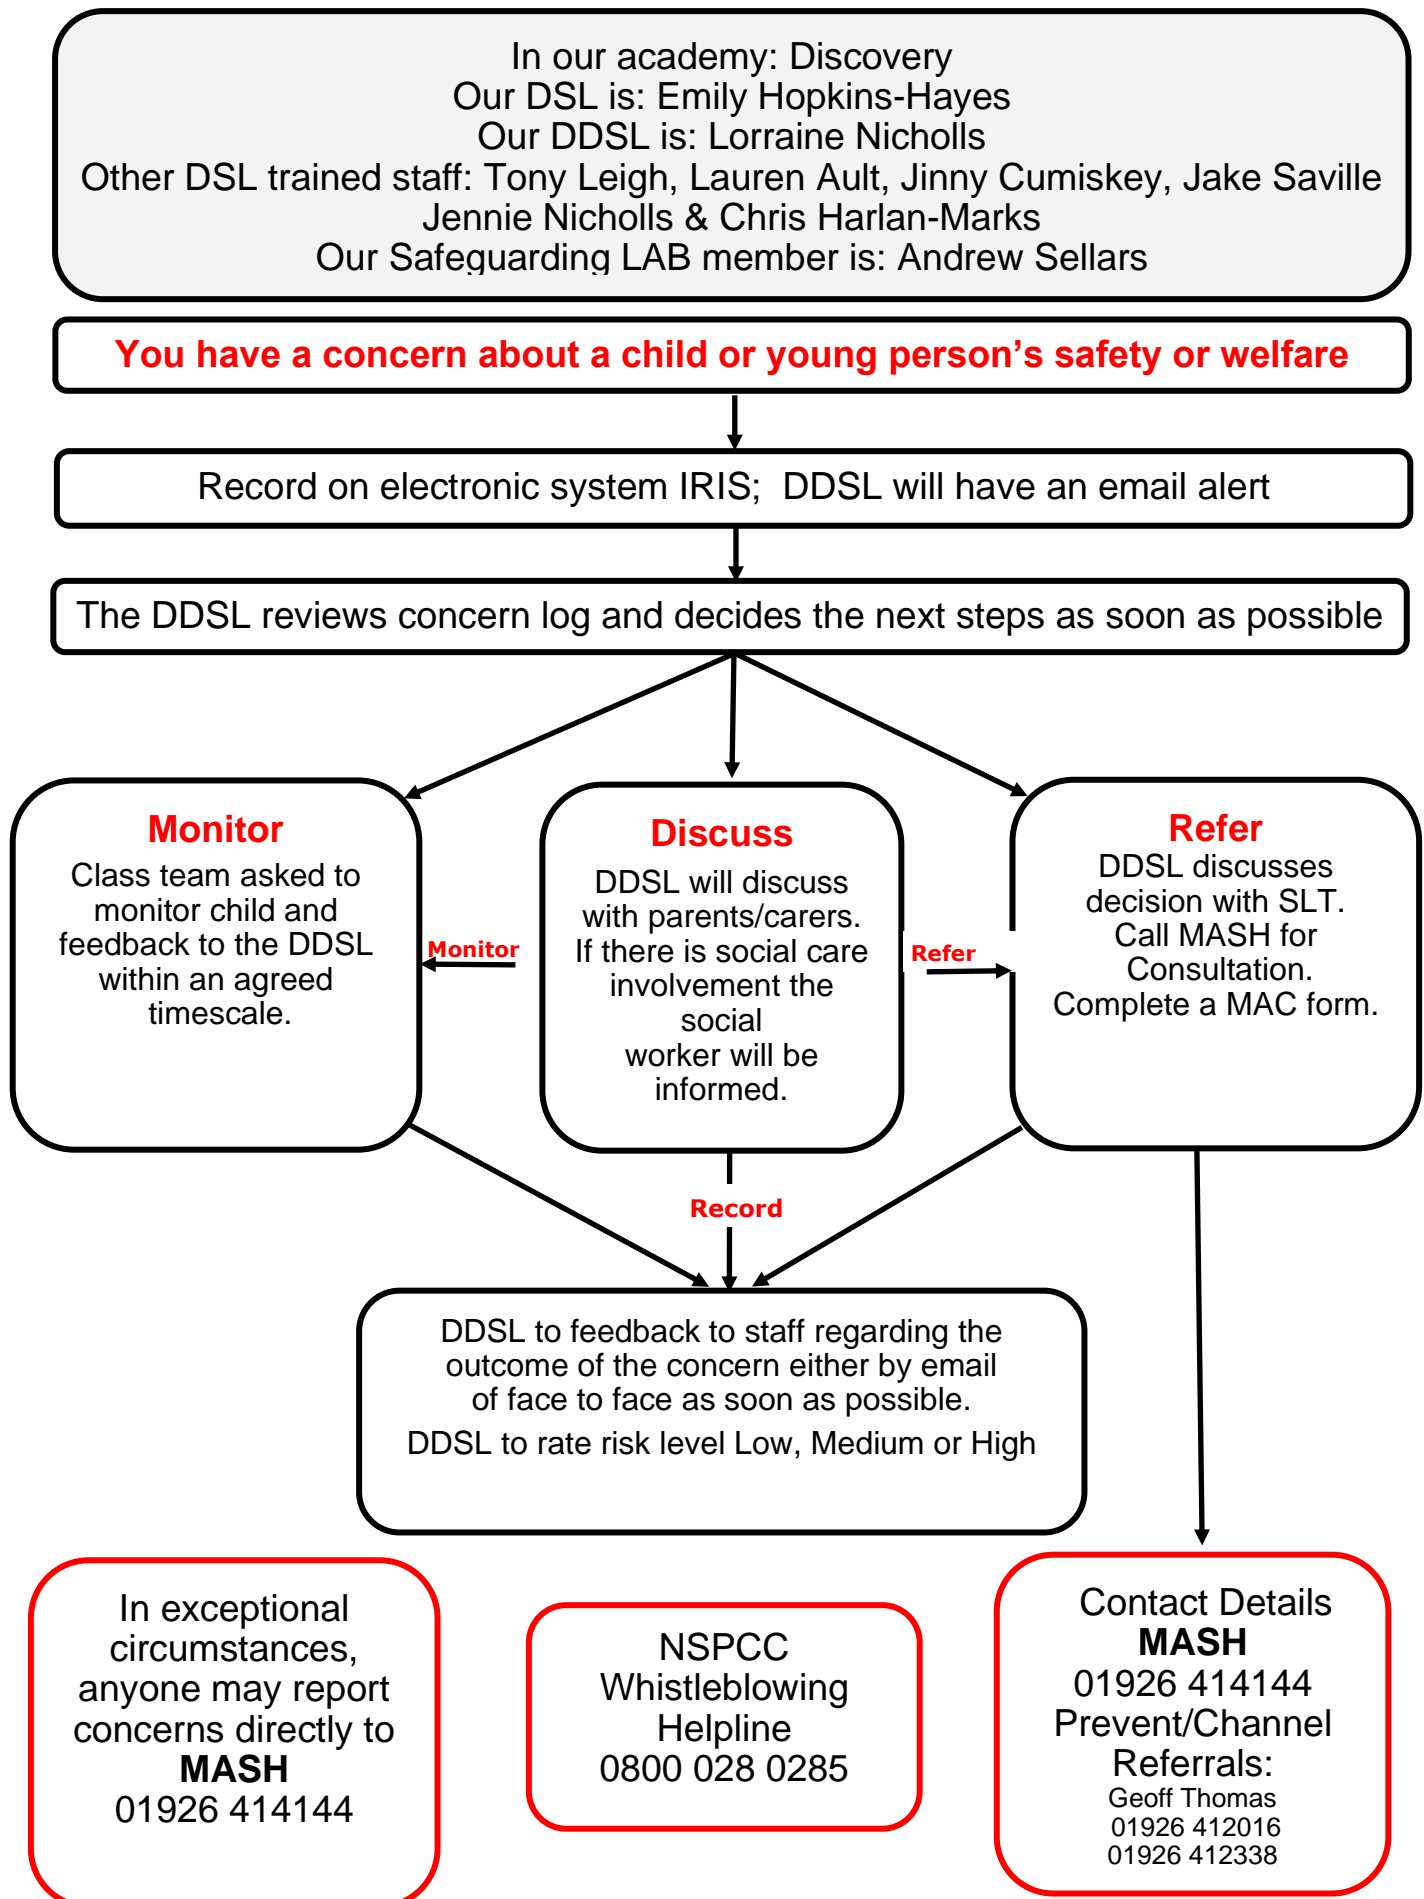 In our academy: Discovery
Our DSL is: Emily Hopkins-Hayes
Our DDSL is: Lorraine Nicholls
Other DSL trained staff: Tony Leigh, Lauren Ault, Jinny Cumiskey, Jake Saville
Jennie Nicholls & Chris Harlan-Marks
Our Safeguarding LAB member is: Andrew Sellars
You have a concern about a child or young person’s safety or welfare
Record on electronic system IRIS;  DDSL will have an email alert
The DDSL reviews concern log and decides the next steps as soon as possible
Monitor
Class team asked to
monitor child and
feedback to the DDSL
within an agreed
timescale.
Monitor
Discuss
DDSL will discuss
with parents/carers.
If there is social care
involvement the
social
worker will be
informed.
Refer
Refer
DDSL discusses
decision with SLT.
Call MASH for
Consultation.
Complete a MAC form.
Record
DDSL to feedback to staff regarding the
outcome of the concern either by email
of face to face as soon as possible.
DDSL to rate risk level Low, Medium or High
In exceptional
circumstances,
anyone may report
concerns directly to
MASH
01926 414144
NSPCC
Whistleblowing
Helpline
0800 028 0285
Contact Details
MASH
01926 414144
Prevent/Channel
Referrals:
Geoff Thomas
01926 412016
01926 412338